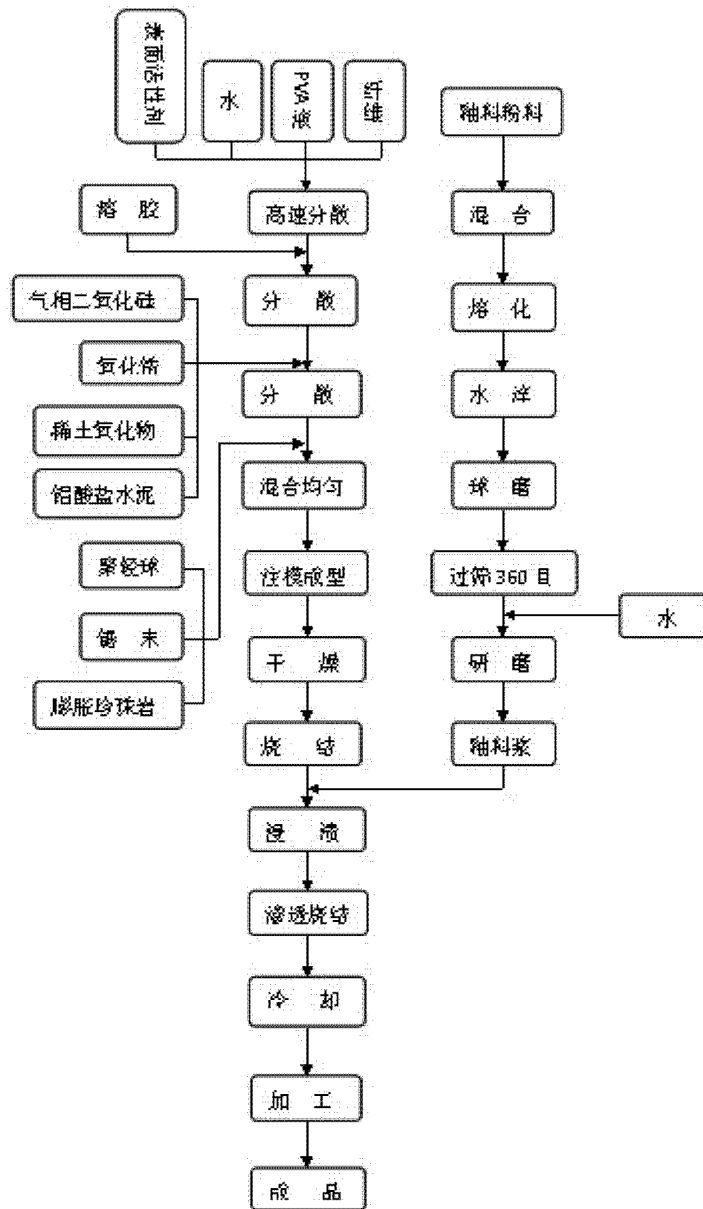 表面活性剂
水
PVA液
纤维
釉料粉料
溶 胶
高速分散
混 合
气相二氧化硅
分 散
熔 化
氧化锆
分 散
水 淬
稀土氧化物
铝酸盐水泥
混合均匀
球 磨
聚轻球
注模成型
过筛360目
水
锯 末
干 燥
研 磨
膨胀珍珠岩
烧 结
釉料浆
浸 渍
渗透烧结
冷 却
加 工
成 品